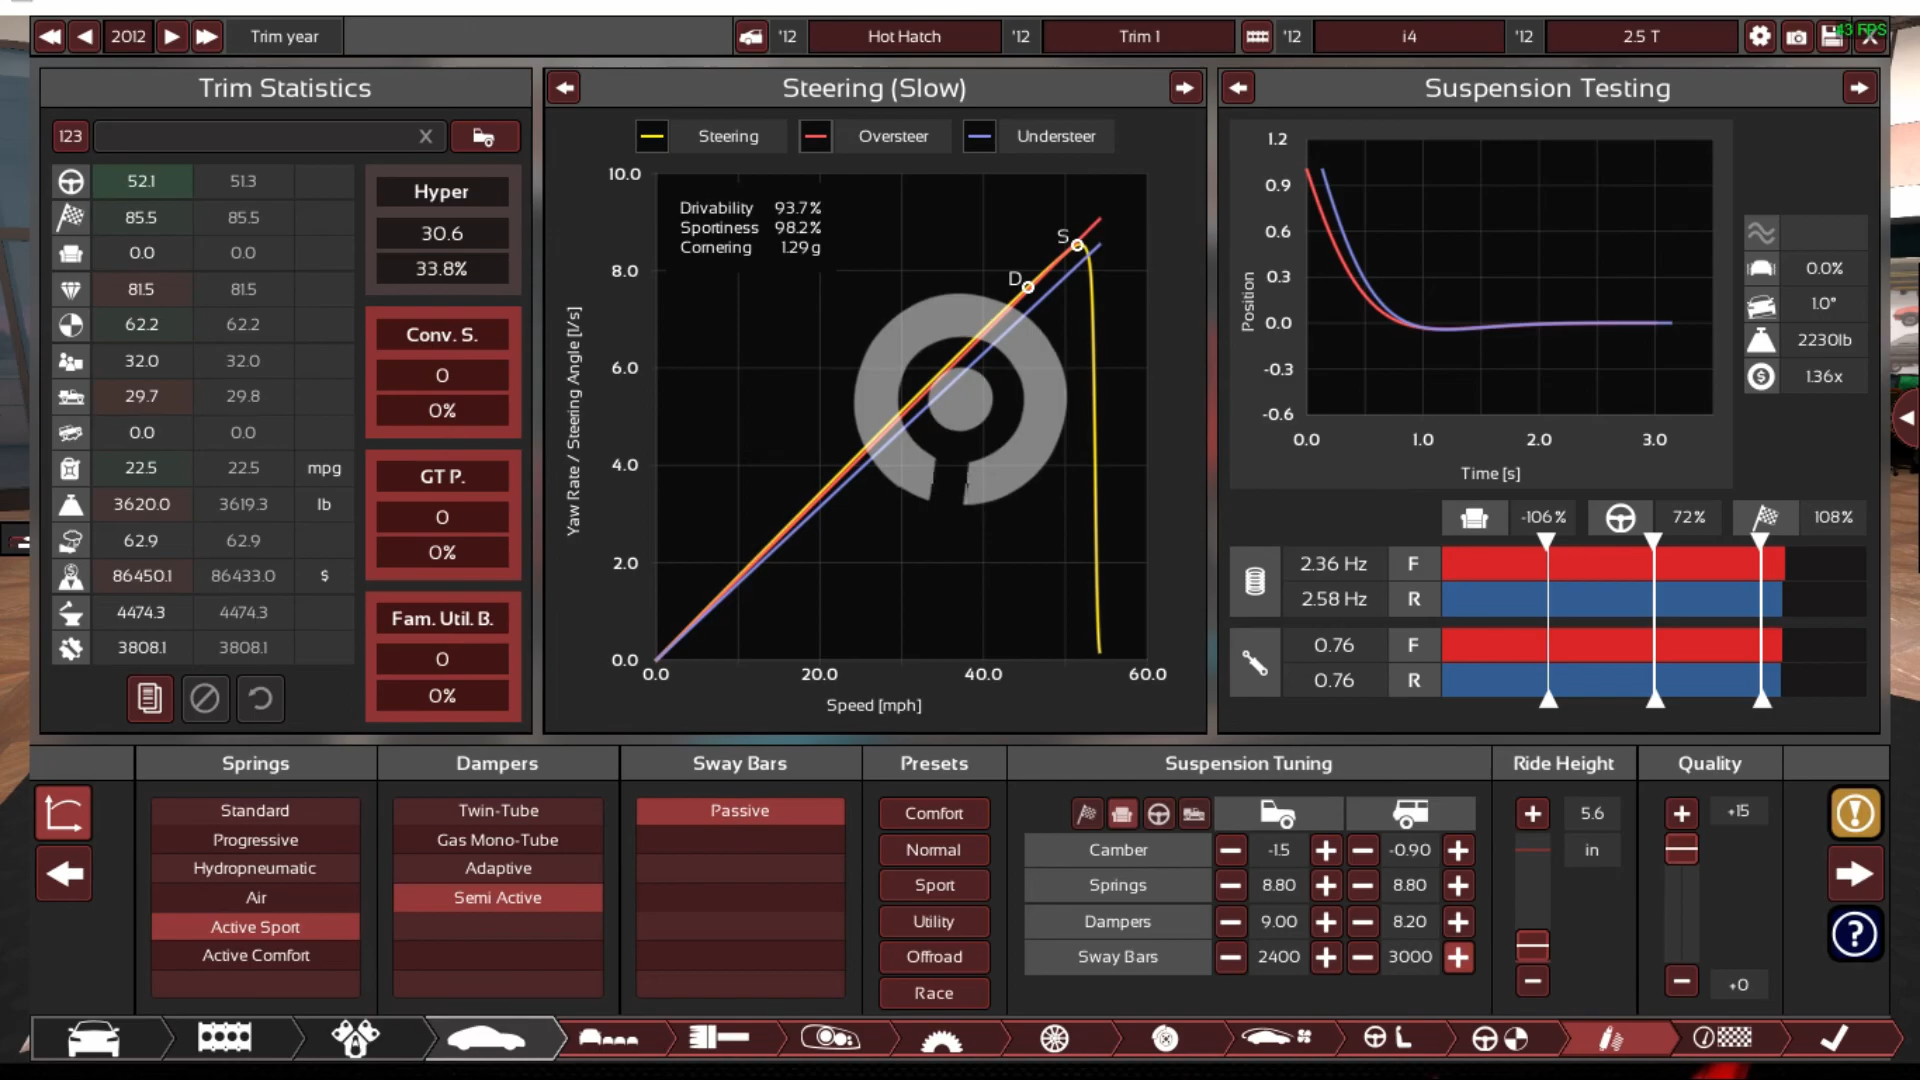 2012
Trim year
'12
Hot Hatch
'12
Trim 1
'12
i4
'12
2.5 T
43 FPS
Trim Statistics
123
X
52.1 51.3
85.5 85.5
0.0 0.0
81.5 81.5
62.2 62.2
32.0 32.0
29.7 29.8
0.0 0.0
22.5 22.5 mpg
3620.0 3619.3 lb
62.9 62.9
86450.1 86433.0 $
4474.3 4474.3
3808.1 3808.1
Hyper
30.6
33.8%
Conv. S.
0
0%
GT P.
0
0%
Fam. Util. B.
0
0%
Steering (Slow)
Steering Oversteer Understeer
Drivability 93.7%
Sportiness 98.2%
Cornering 1.29 g
S
D
10.0
8.0
6.0
4.0
2.0
0.0
0.0 20.0 40.0 60.0
Speed [mph]
Yaw Rate / Steering Angle [1/s]
Suspension Testing
1.2
0.9
0.6
0.3
0.0
-0.3
-0.6
0.0 1.0 2.0 3.0
Time [s]
Position
0.0%
1.0°
2230lb
1.36x
-106% 72% 108%
2.36 Hz F
2.58 Hz R
0.76 F
0.76 R
Springs
Standard
Progressive
Hydropneumatic
Air
Active Sport
Active Comfort
Dampers
Twin-Tube
Gas Mono-Tube
Adaptive
Semi Active
Sway Bars
Passive
Presets
Comfort
Normal
Sport
Utility
Offroad
Race
Suspension Tuning
Camber -1.5 -0.90
Springs 8.80 8.80
Dampers 9.00 8.20
Sway Bars 2400 3000
Ride Height
5.6
in
Quality
+15
+0